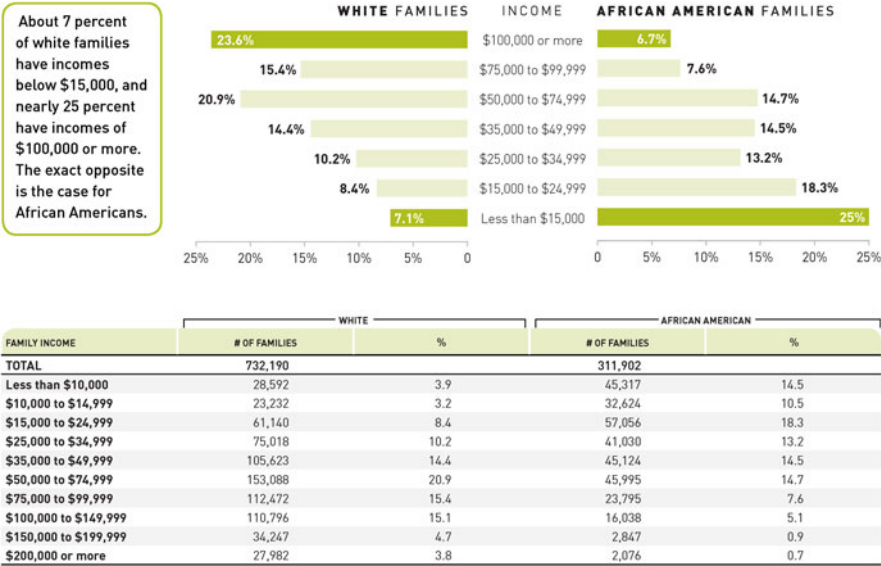 About 7 percent
of white families
have incomes
below $15,000, and
nearly 25 percent
have incomes of
$100,000 or more.
The exact opposite
is the case for
African Americans.
WHITE FAMILIES INCOME AFRICAN AMERICAN FAMILIES
23.6% $100,000 or more 6.7%
15.4% $75,000 to $99,999 7.6%
20.9% $50,000 to $74,999 14.7%
14.4% $35,000 to $49,999 14.5%
10.2% $25,000 to $34,999 13.2%
8.4% $15,000 to $24,999 18.3%
7.1% Less than $15,000 25%
25% 20% 15% 10% 5% 0 0 5% 10% 15% 20% 25%
WHITE AFRICAN AMERICAN
FAMILY INCOME # OF FAMILIES % # OF FAMILIES %
TOTAL 732,190 311,902
Less than $10,000 28,592 3.9 45,317 14.5
$10,000 to $14,999 23,232 3.2 32,624 10.5
$15,000 to $24,999 61,140 8.4 57,056 18.3
$25,000 to $34,999 75,018 10.2 41,030 13.2
$35,000 to $49,999 105,623 14.4 45,124 14.5
$50,000 to $74,999 153,088 20.9 45,995 14.7
$75,000 to $99,999 112,472 15.4 23,795 7.6
$100,000 to $149,999 110,796 15.1 16,038 5.1
$150,000 to $199,999 34,247 4.7 2,847 0.9
$200,000 or more 27,982 3.8 2,076 0.7